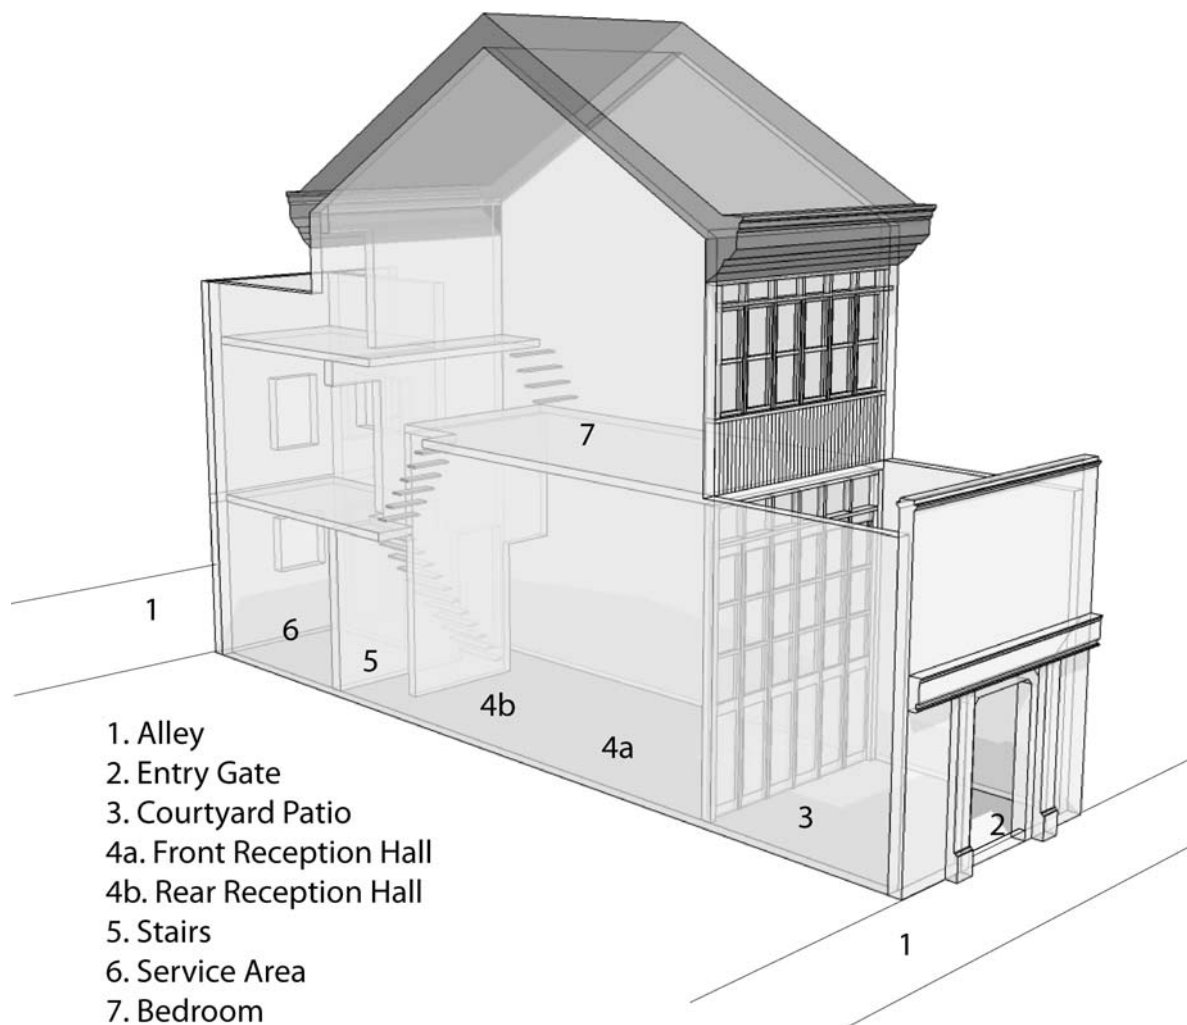 7
1
6
5
4b
4a
3
2
1
1. Alley
2. Entry Gate
3. Courtyard Patio
4a. Front Reception Hall
4b. Rear Reception Hall
5. Stairs
6. Service Area
7. Bedroom